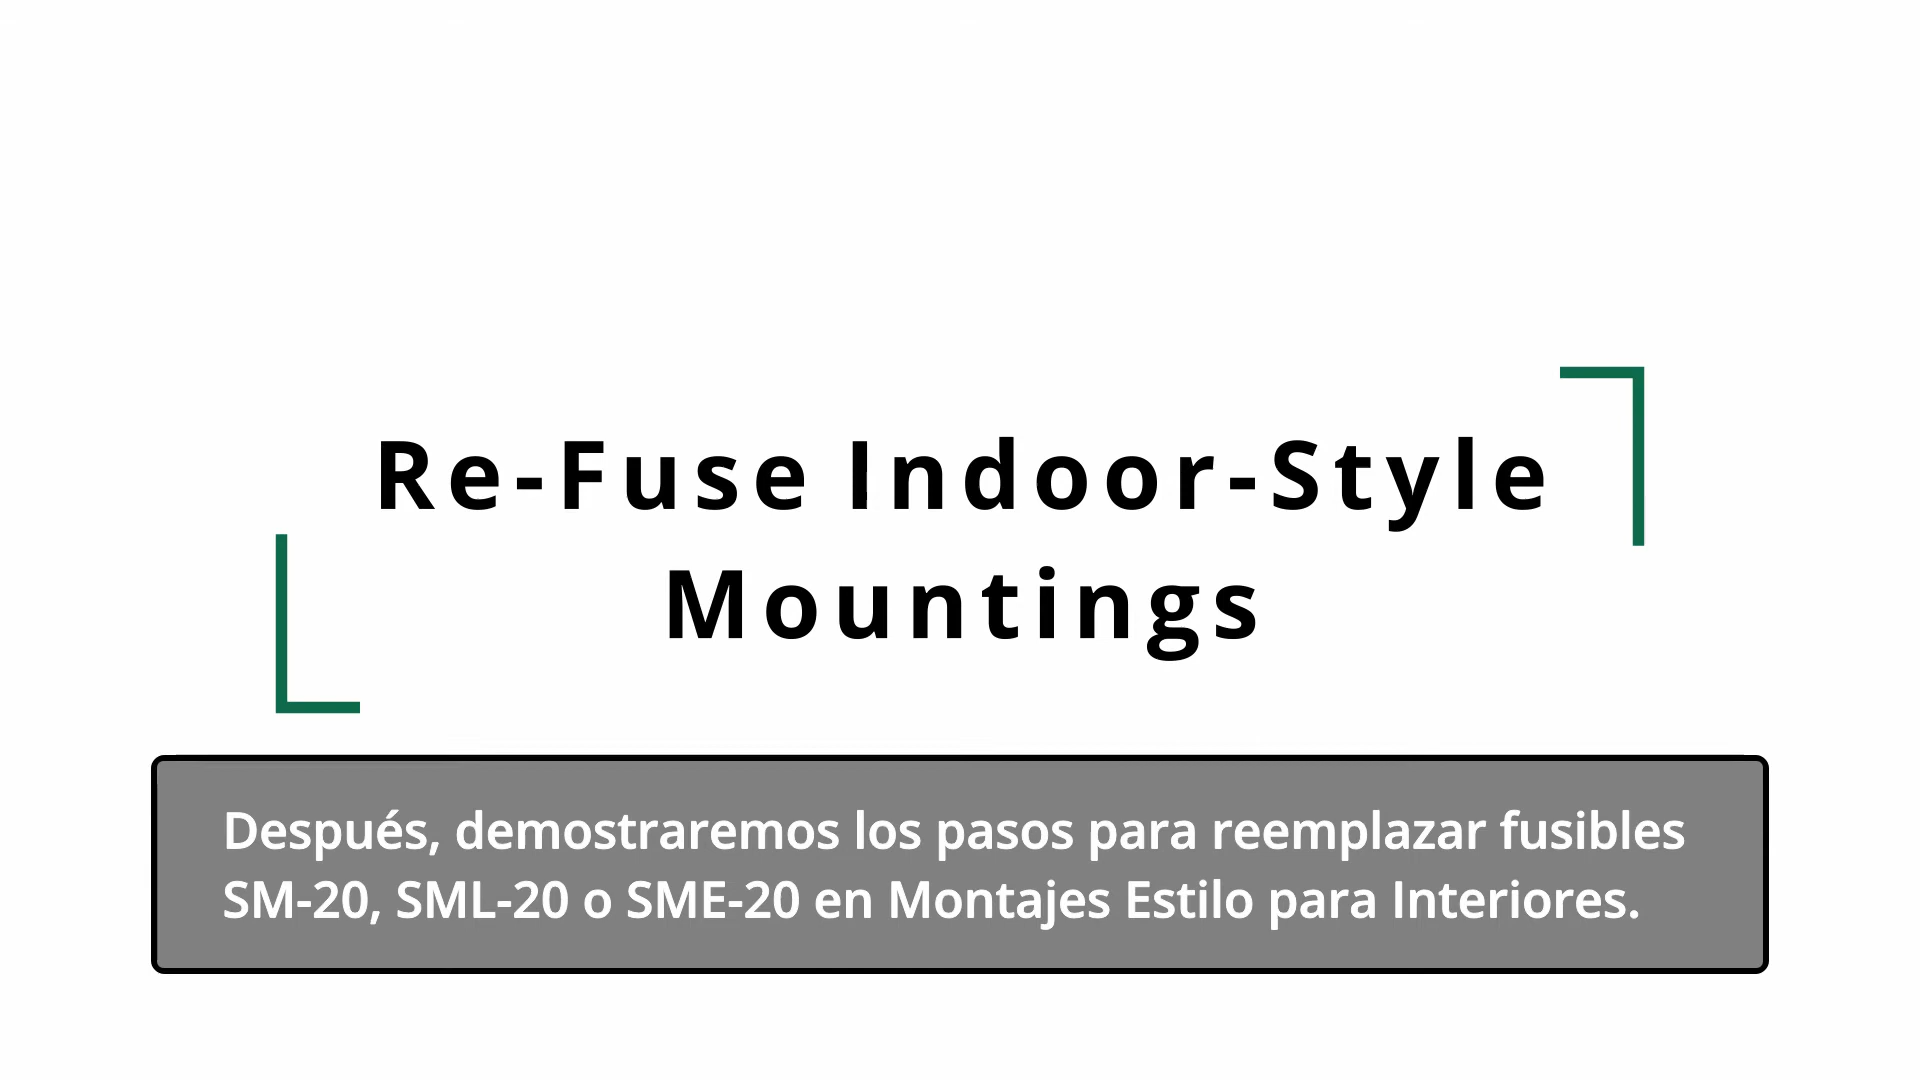 Re-Fuse Indoor-Style
Mountings
Después, demostraremos los pasos para reemplazar fusibles
SM-20, SML-20 o SME-20 en Montajes Estilo para Interiores.